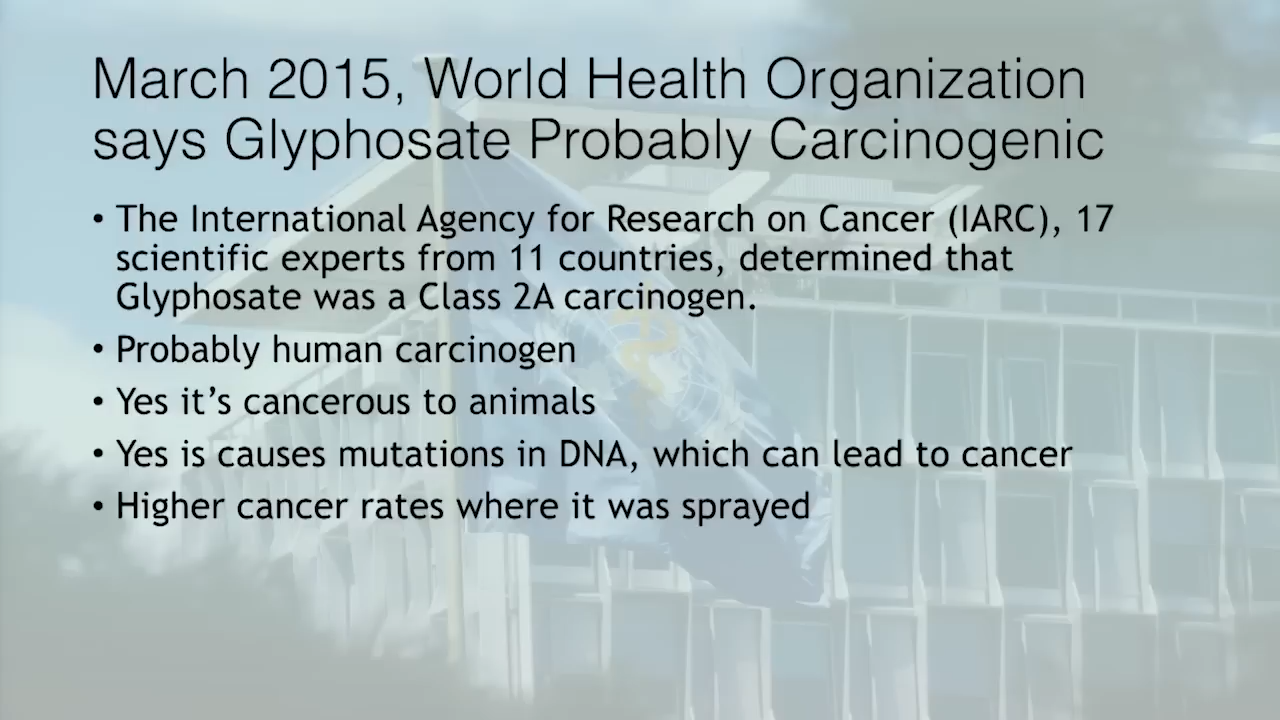 March 2015, World Health Organization
says Glyphosate Probably Carcinogenic
• The International Agency for Research on Cancer (IARC), 17
scientific experts from 11 countries, determined that
Glyphosate was a Class 2A carcinogen.
• Probably human carcinogen
• Yes it’s cancerous to animals
• Yes is causes mutations in DNA, which can lead to cancer
• Higher cancer rates where it was sprayed